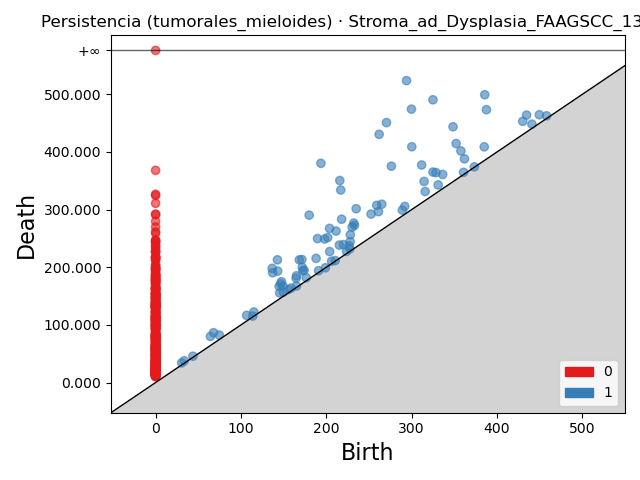 Persistencia (tumorales_mieloides) · Stroma_ad_Dysplasia_FAAGSCC_13
+∞
500.000
400.000
300.000
200.000
100.000
0.000
Death
0
1
0 100 200 300 400 500
Birth